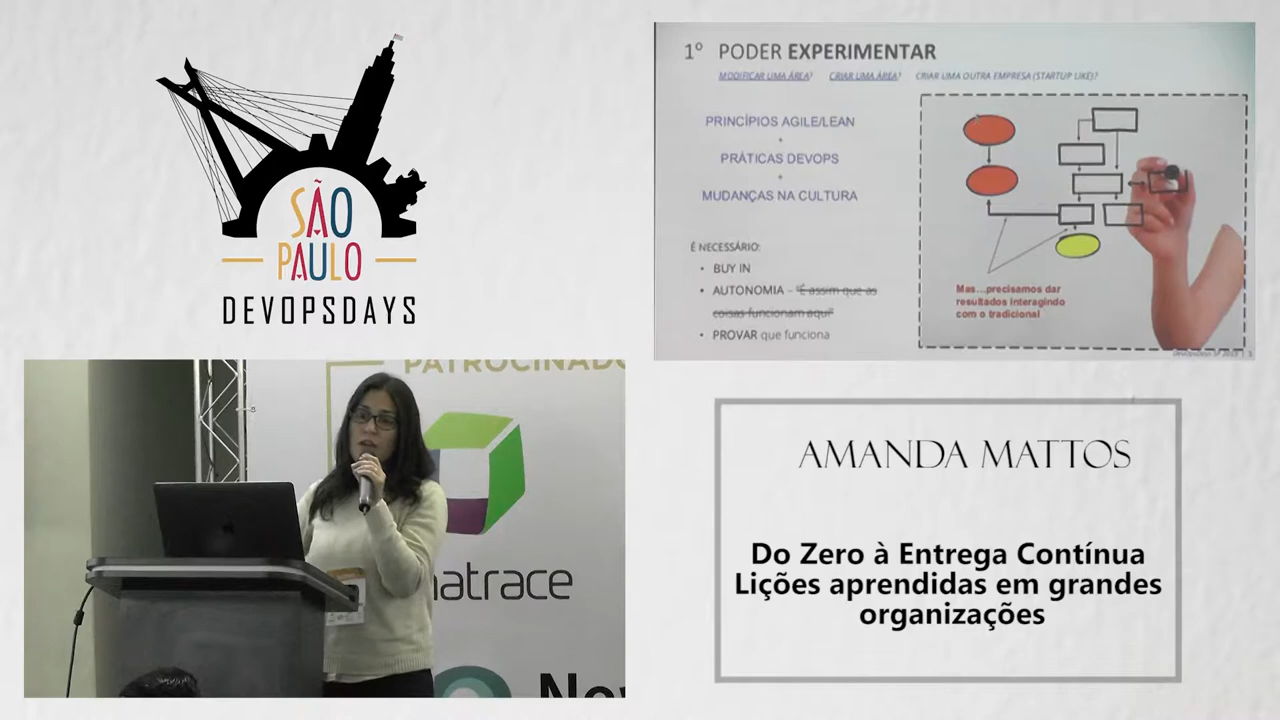 SÃO
PAULO
DEVOPSDAYS
1º PODER EXPERIMENTAR
MODIFICAR UMA ÁREA? CRIAR UMA ÁREA? CRIAR UMA OUTRA EMPRESA (STARTUP LIKE)?
PRINCÍPIOS AGILE/LEAN
+
PRÁTICAS DEVOPS
+
MUDANÇAS NA CULTURA
É NECESSÁRIO:
• BUY IN
• AUTONOMIA – "É assim que as
coisas funcionam aqui"
• PROVAR que funciona
Mas...precisamos dar
resultados interagindo
com o tradicional
PATROCINADO
natrace
AMANDA MATTOS
Do Zero à Entrega Contínua
Lições aprendidas em grandes
organizações